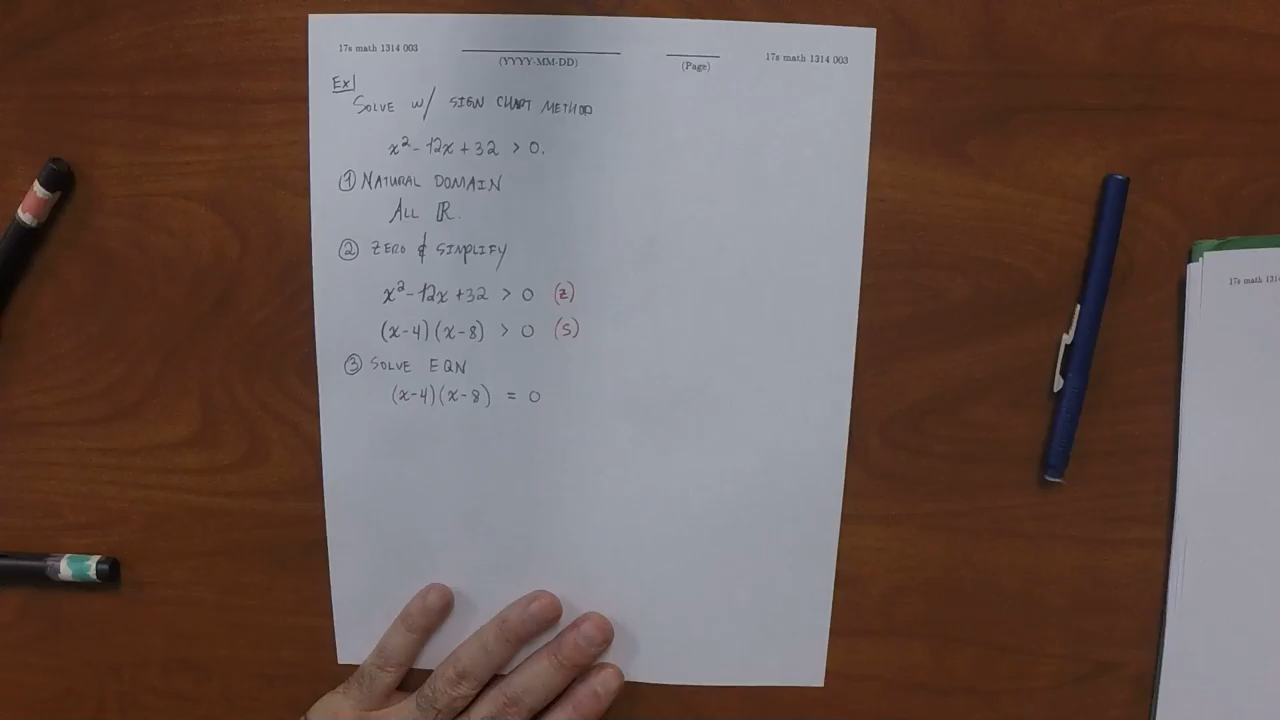 17s math 1314 003
(YYYY-MM-DD)
(Page)
17s math 1314 003
Ex1
SOLVE w/ SIGN CHART METHOD
x² - 12x + 32 > 0.
① NATURAL DOMAIN
ALL ℝ.
② ZERO & SIMPLIFY
x² - 12x + 32 > 0 (Z)
(x-4)(x-8) > 0 (S)
③ SOLVE EQN
(x-4)(x-8) = 0